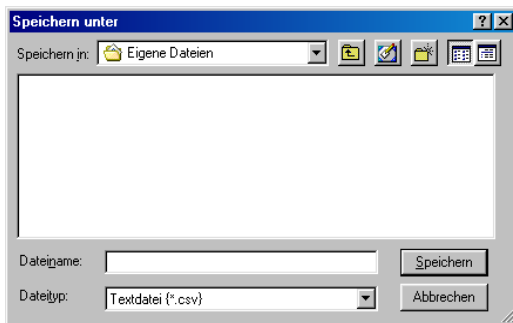 Speichern unter
Speichern in: Eigene Dateien
Dateiname: Speichern
Dateityp: Textdatei {*.csv} Abbrechen